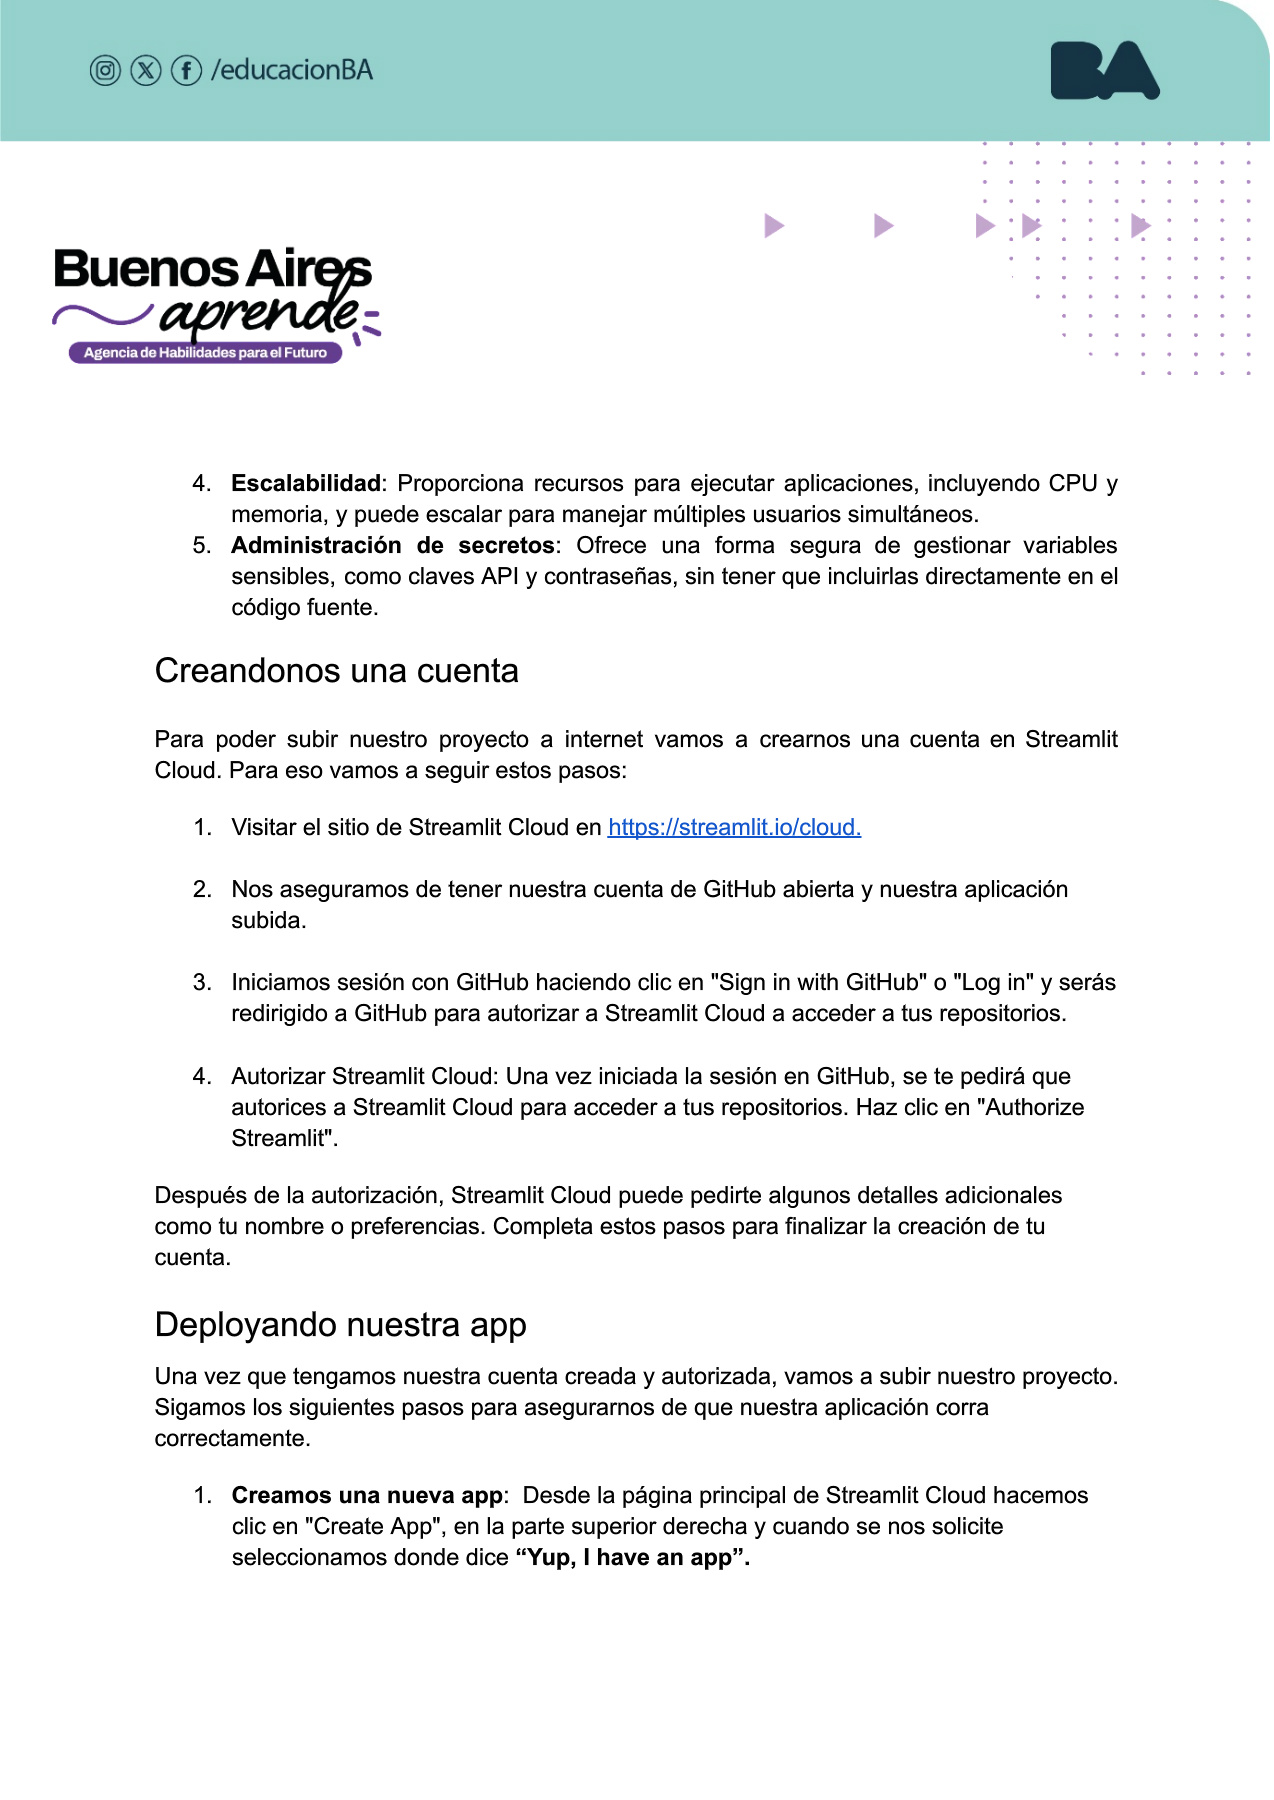 /educacionBA
BA
Buenos Aires
aprende
Agencia de Habilidades para el Futuro
4. Escalabilidad: Proporciona recursos para ejecutar aplicaciones, incluyendo CPU y
memoria, y puede escalar para manejar múltiples usuarios simultáneos.
5. Administración de secretos: Ofrece una forma segura de gestionar variables
sensibles, como claves API y contraseñas, sin tener que incluirlas directamente en el
código fuente.
Creandonos una cuenta
Para poder subir nuestro proyecto a internet vamos a crearnos una cuenta en Streamlit
Cloud. Para eso vamos a seguir estos pasos:
1. Visitar el sitio de Streamlit Cloud en https://streamlit.io/cloud.
2. Nos aseguramos de tener nuestra cuenta de GitHub abierta y nuestra aplicación
subida.
3. Iniciamos sesión con GitHub haciendo clic en "Sign in with GitHub" o "Log in" y serás
redirigido a GitHub para autorizar a Streamlit Cloud a acceder a tus repositorios.
4. Autorizar Streamlit Cloud: Una vez iniciada la sesión en GitHub, se te pedirá que
autorices a Streamlit Cloud para acceder a tus repositorios. Haz clic en "Authorize
Streamlit".
Después de la autorización, Streamlit Cloud puede pedirte algunos detalles adicionales
como tu nombre o preferencias. Completa estos pasos para finalizar la creación de tu
cuenta.
Deployando nuestra app
Una vez que tengamos nuestra cuenta creada y autorizada, vamos a subir nuestro proyecto.
Sigamos los siguientes pasos para asegurarnos de que nuestra aplicación corra
correctamente.
1. Creamos una nueva app:  Desde la página principal de Streamlit Cloud hacemos
clic en "Create App", en la parte superior derecha y cuando se nos solicite
seleccionamos donde dice “Yup, I have an app”.